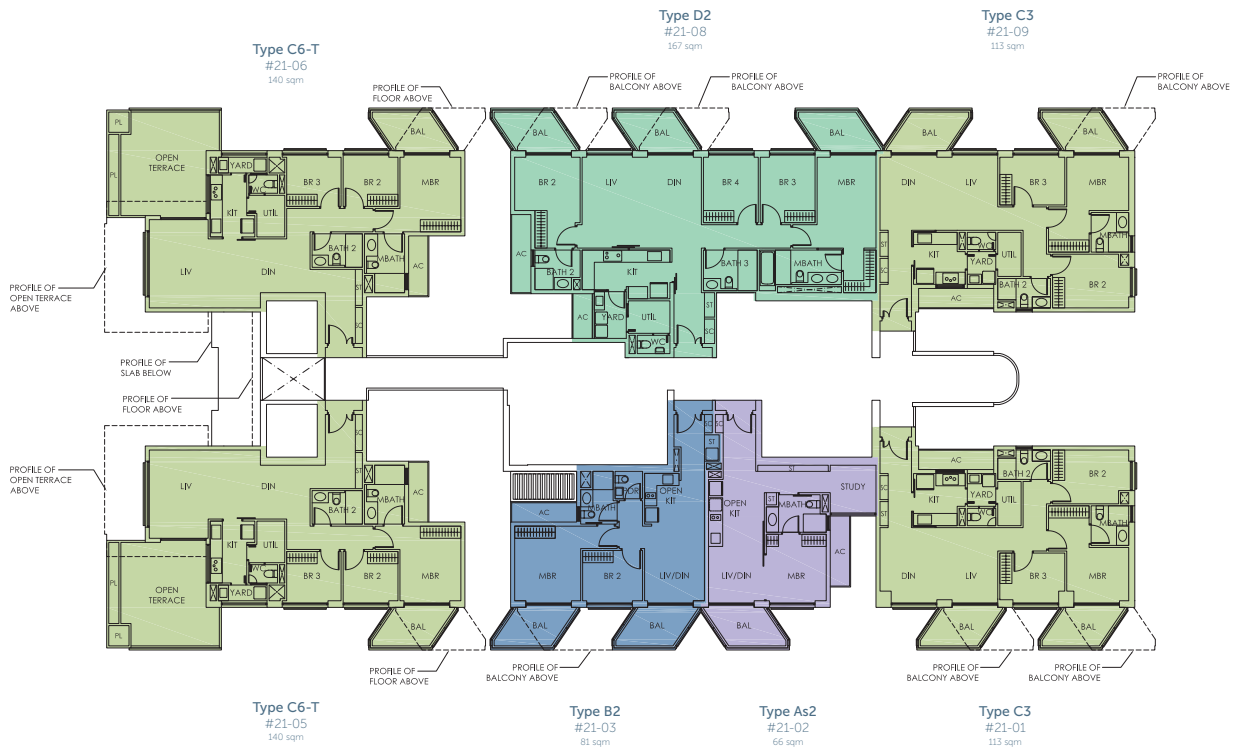 Type D2
#21-08
167 sqm
Type C3
#21-09
113 sqm
Type C6-T
#21-06
140 sqm
PROFILE OF
FLOOR ABOVE
PROFILE OF
BALCONY ABOVE
PROFILE OF
BALCONY ABOVE
PROFILE OF
BALCONY ABOVE
PL
OPEN
TERRACE
PL
YARD
WC
KIT
UTIL
BR 3
BR 2
MBR
BAL
BATH 2
MBATH
AC
LIV
DIN
ST
SC
PROFILE OF
OPEN TERRACE
ABOVE
PROFILE OF
SLAB BELOW
PROFILE OF
FLOOR ABOVE
BAL
BAL
BAL
BR 2
LIV
DIN
BR 4
BR 3
MBR
AC
BATH 2
KIT
BATH 3
MBATH
AC
YARD
UTIL
WC
ST
SC
BAL
BAL
DIN
LIV
BR 3
MBR
ST
ST
KIT
WC
YARD
UTIL
MBATH
BATH 2
BR 2
AC
PROFILE OF
OPEN TERRACE
ABOVE
SC
ST
LIV
DIN
BATH 2
MBATH
AC
KIT
UTIL
WC
YARD
BR 3
BR 2
MBR
PL
OPEN
TERRACE
PL
BAL
PROFILE OF
FLOOR ABOVE
SC
ST
AC
MBATH
OPEN
KIT
MBR
BR 2
LIV/DIN
BAL
BAL
PROFILE OF
BALCONY ABOVE
SC
ST
STUDY
OPEN
KIT
ST
MBATH
AC
LIV/DIN
MBR
BAL
AC
BATH 2
BR 2
ST
ST
KIT
YARD
UTIL
WC
MBATH
DIN
LIV
BR 3
MBR
BAL
BAL
PROFILE OF
BALCONY ABOVE
PROFILE OF
BALCONY ABOVE
Type C6-T
#21-05
140 sqm
Type B2
#21-03
81 sqm
Type As2
#21-02
66 sqm
Type C3
#21-01
113 sqm